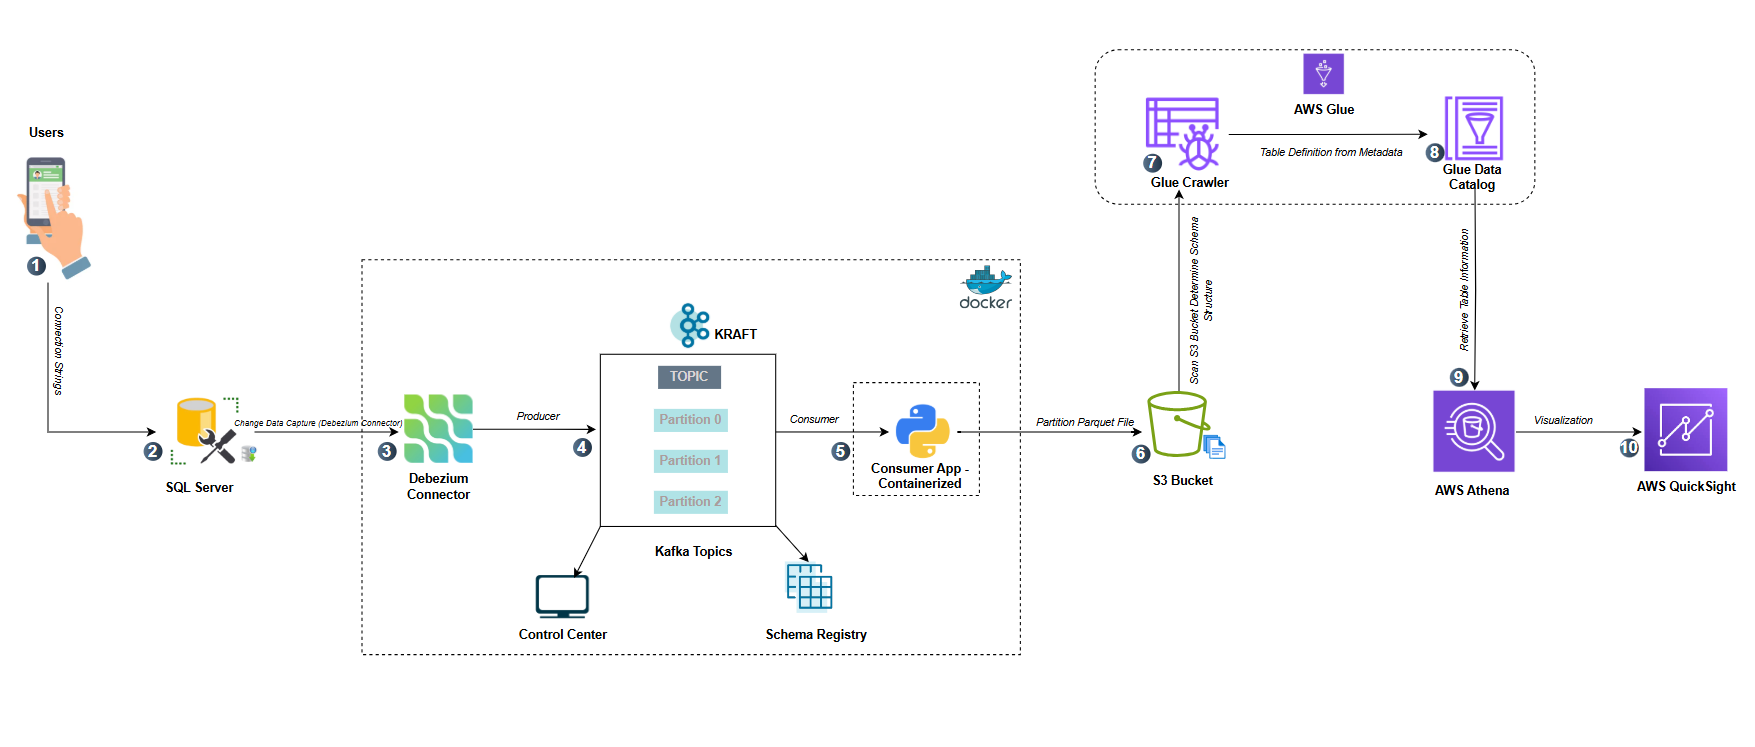 Users
1
Connection Strings
2
SQL Server
Change Data Capture (Debezium Connector)
3
Debezium
Connector
docker
KRAFT
TOPIC
Partition 0
Partition 1
Partition 2
Kafka Topics
Producer
4
Control Center
Schema Registry
Consumer
5
Consumer App -
Containerized
Partition Parquet File
6
S3 Bucket
Scan S3 Bucket Determine Schema
Structure
AWS Glue
7
Glue Crawler
Table Definition from Metadata
8
Glue Data
Catalog
Retrieve Table Information
9
AWS Athena
Visualization
10
AWS QuickSight